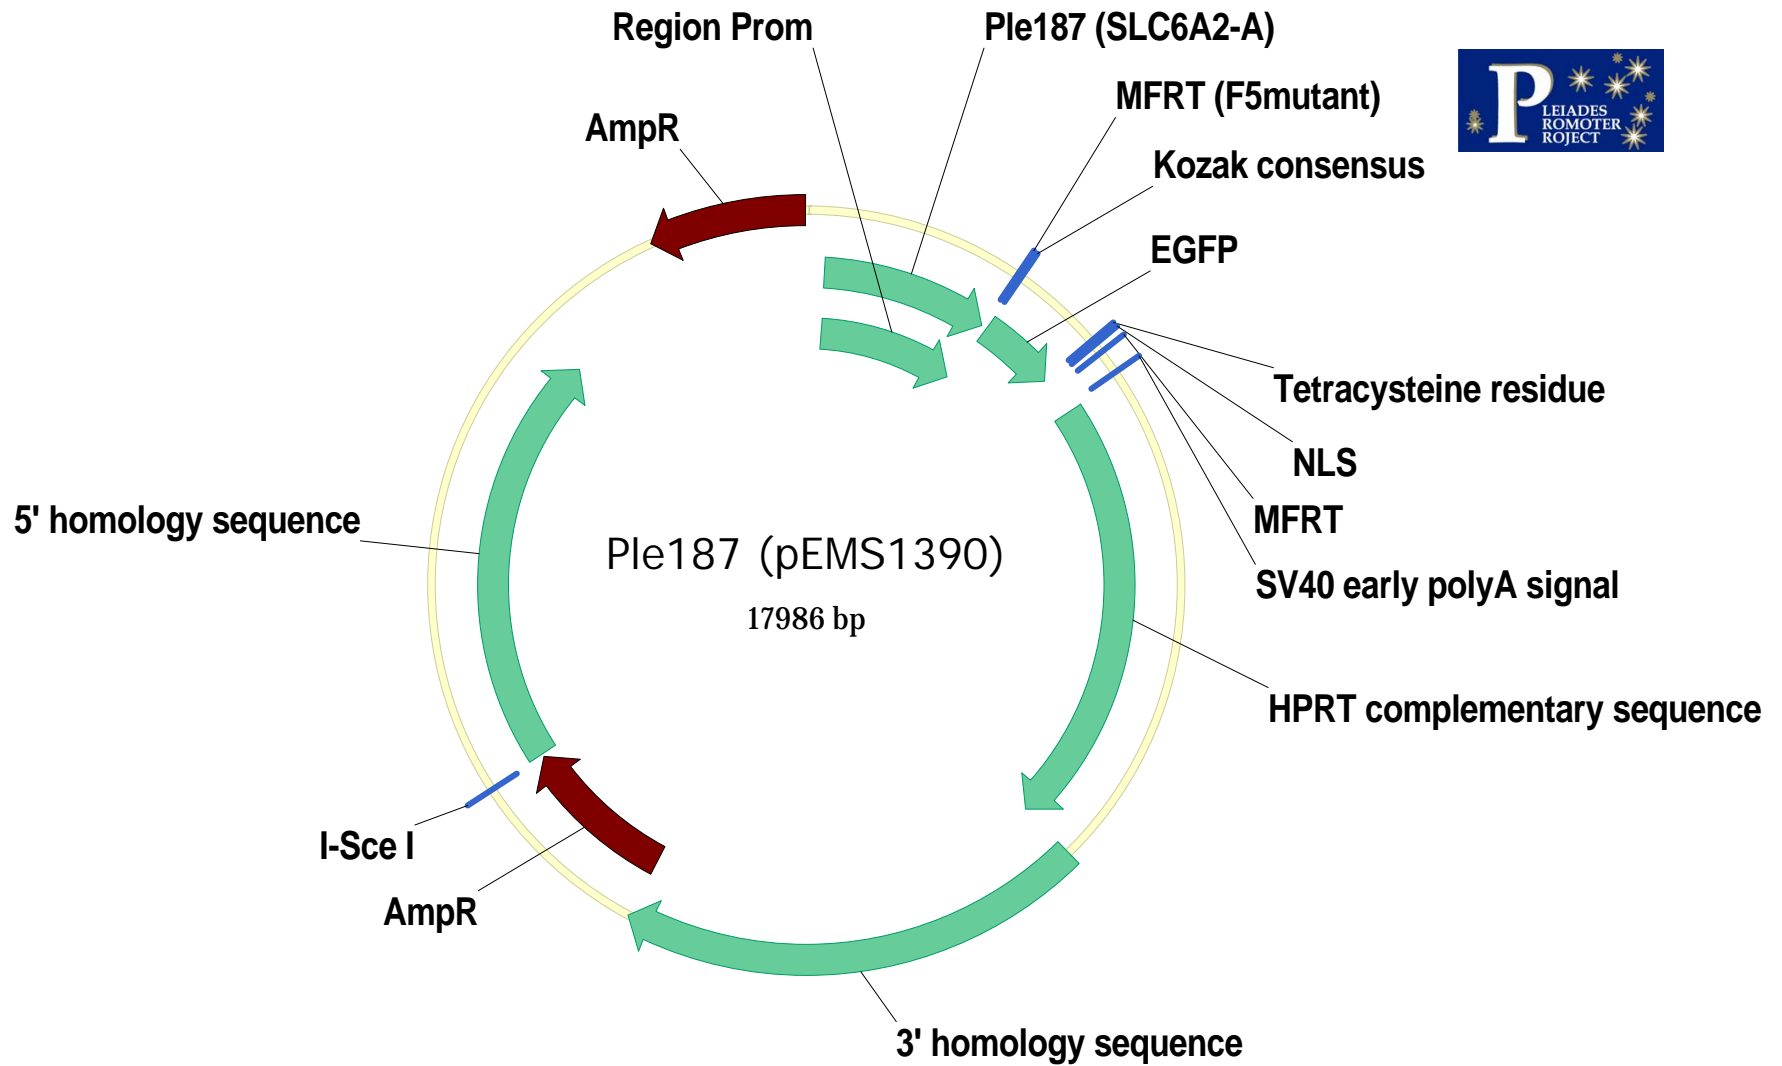 Region Prom
Ple187 (SLC6A2-A)
MFRT (F5mutant)
AmpR
Kozak consensus
EGFP
PLEIADES
PROMOTER
PROJECT
Tetracysteine residue
NLS
MFRT
SV40 early polyA signal
5' homology sequence
Ple187 (pEMS1390)
17986 bp
HPRT complementary sequence
I-Sce I
AmpR
3' homology sequence